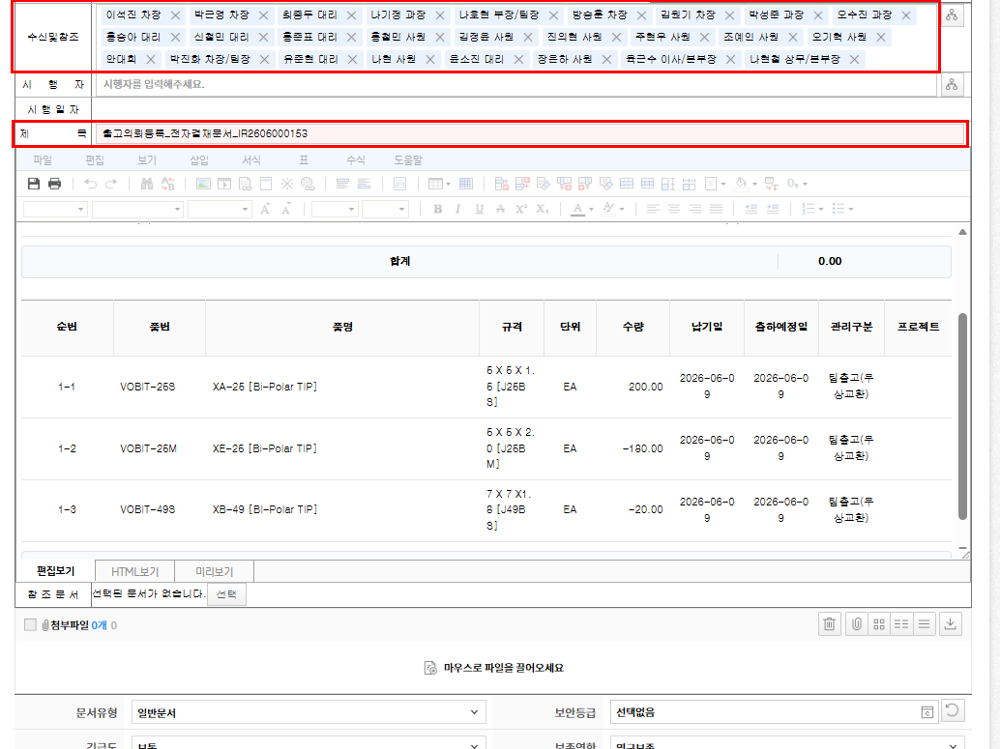 수신및참조
이석진 차장 × 박근영 차장 × 최중두 대리 × 나기정 과장 × 나호현 부장/팀장 × 방승훈 차장 × 김원기 차장 × 박성준 과장 × 오수진 과장 ×
홍승아 대리 × 신철민 대리 × 홍준표 대리 × 홍철민 사원 × 김정윤 사원 × 진의현 사원 × 주현우 사원 × 조예인 사원 × 오기혁 사원 ×
안대희 × 박진화 차장/팀장 × 유준현 대리 × 나현 사원 × 윤소진 대리 × 장은하 사원 × 육근수 이사/본부장 × 나현철 상무/본부장 ×
시 행 자 시행자를 입력해주세요.
시 행 일 자
제 목 출고의뢰등록_전자결재문서_IR2606000153
파일 편집 보기 삽입 서식 표 수식 도움말
합계 0.00
순번 품번 품명 규격 단위 수량 납기일 출하예정일 관리구분 프로젝트
1-1 VOBIT-25S XA-25 [Bi-Polar TIP] 5 X 5 X 1.5 [J25BS] EA 200.00 2026-06-09 2026-06-09 팁출고(무상교환)
1-2 VOBIT-25M XE-25 [Bi-Polar TIP] 5 X 5 X 2.0 [J25BM] EA -180.00 2026-06-09 2026-06-09 팁출고(무상교환)
1-3 VOBIT-49S XB-49 [Bi-Polar TIP] 7 X 7 X1.8 [J49BS] EA -20.00 2026-06-09 2026-06-09 팁출고(무상교환)
편집보기 HTML보기 미리보기
참 조 문 서 선택된 문서가 없습니다. 선택
첨부파일 0개 0
마우스로 파일을 끌어오세요
문서유형 일반문서 보안등급 선택없음
긴급도 보통 보존연한 영구보존